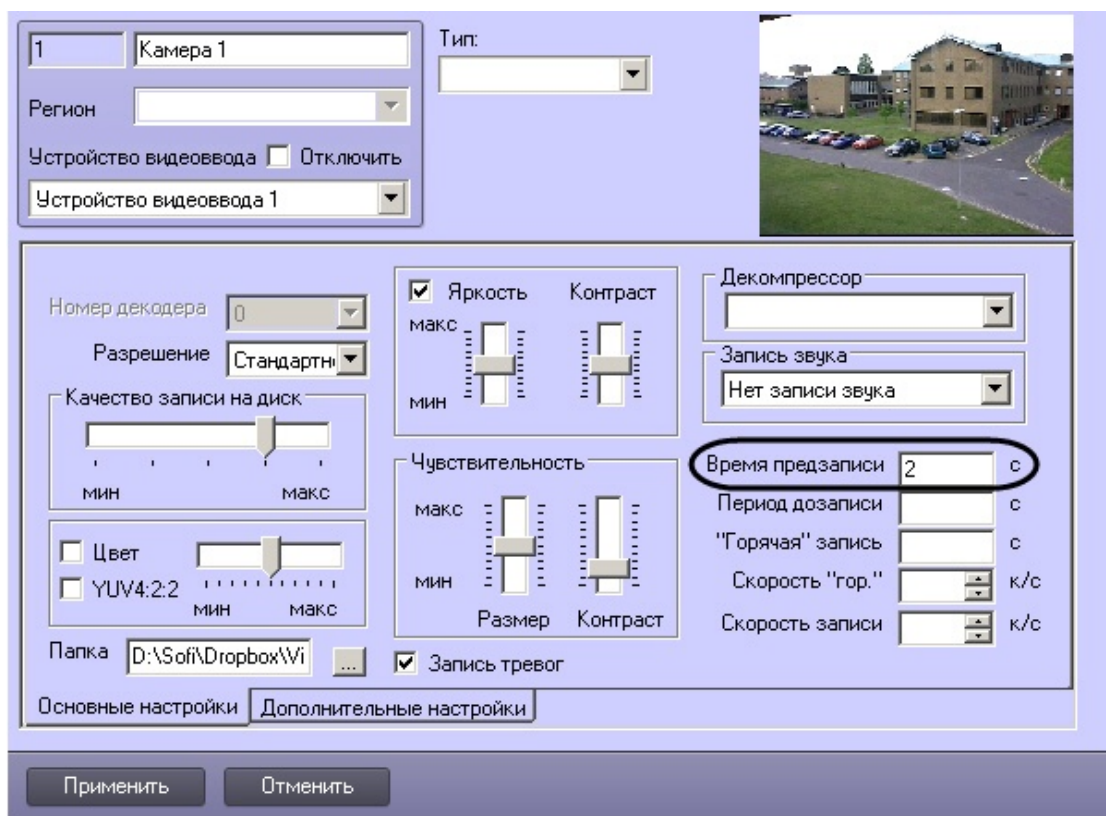 1
Камера 1
Тип:
Регион
Устройство видеоввода
Отключить
Устройство видеоввода 1
Номер декодера
0
Разрешение
Стандартн
Качество записи на диск
мин
макс
Цвет
YUV4:2:2
мин
макс
Папка
D:\Sofi\Dropbox\Vi
...
Яркость
Контраст
макс
мин
Чувствительность
макс
мин
Размер
Контраст
Запись тревог
Декомпрессор
Запись звука
Нет записи звука
Время предзаписи
2
с
Период дозаписи
с
"Горячая" запись
с
Скорость "гор."
к/с
Скорость записи
к/с
Основные настройки
Дополнительные настройки
Применить
Отменить